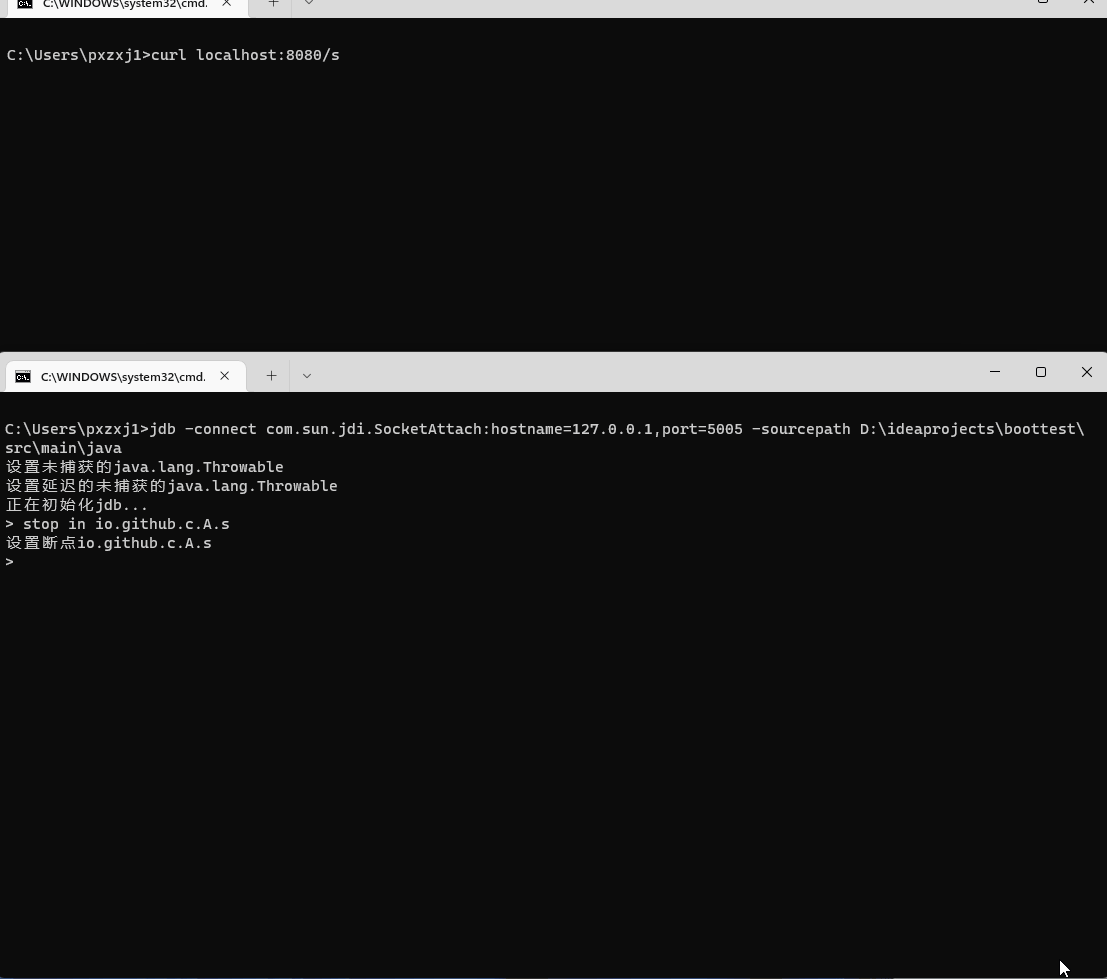 C:\WINDOWS\system32\cmd.
C:\Users\pxzxj1>curl localhost:8080/s
C:\WINDOWS\system32\cmd.
C:\Users\pxzxj1>jdb -connect com.sun.jdi.SocketAttach:hostname=127.0.0.1,port=5005 -sourcepath D:\ideaprojects\boottest\
src\main\java
设置未捕获的java.lang.Throwable
设置延迟的未捕获的java.lang.Throwable
正在初始化jdb...
> stop in io.github.c.A.s
设置断点io.github.c.A.s
>